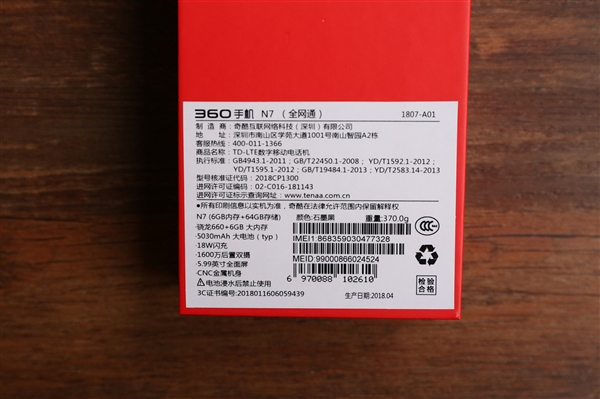 360手机 N7 (全网通) 1807-A01
制 造 商:奇酷互联网络科技(深圳)有限公司
地 址:深圳市南山区学苑大道1001号南山智园A2栋
客服热线:400-011-1366
商品名称:TD-LTE数字移动电话机
执行标准:GB4943.1-2011;GB/T22450.1-2008;YD/T1592.1-2012;
YD/T1595.1-2012;GB/T19484.1-2013;YD/T2583.14-2013
型号核准证代码:2018CP1300
进网许可证编号:02-C016-181143
进网许可证标志查询网址:www.tenaa.com.cn
●所有印刷信息以实机为准,奇酷在法律允许范围内保留解释权
N7 (6GB内存+64GB存储) 颜色:石墨黑 重量:370.0g
·骁龙660+6GB 大内存
·5030mAh 大电池 (typ)
·18W闪充
·1600万后置双摄
·5.99英寸全面屏
·CNC金属机身
电池浸水后禁止使用
3C证书编号:2018011606059439
IMEI1:868359030477328
MEID:99000866024524
6 970088 102610
生产日期:2018.04
CCC
检验
合格